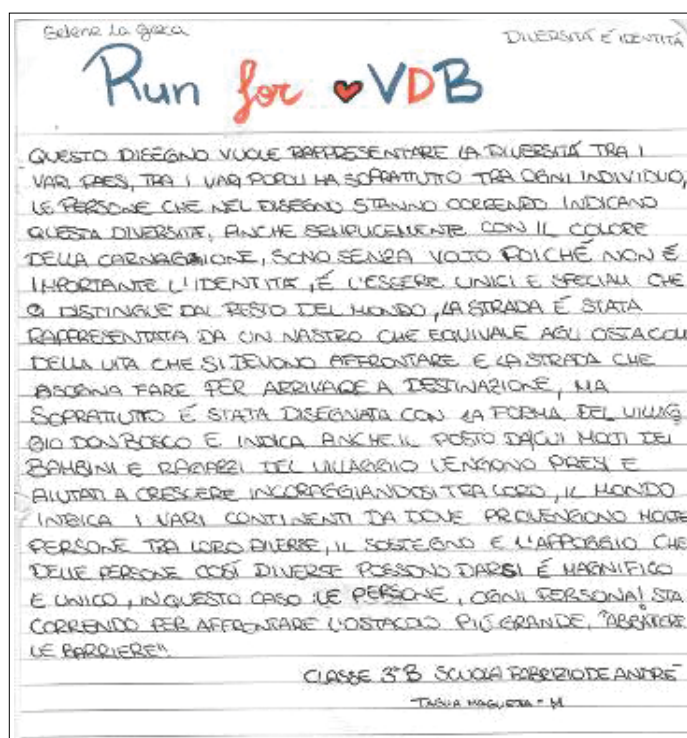 Selene La Greca
DIVERSITÀ É IDENTITÀ
Run for VDB
QUESTO DISEGNO VUOLE RAPPRESENTARE LA DIVERSITÀ TRA I
VARI PAESI, TRA I VARI POPOLI MA SOPRATTUTTO TRA OGNI INDIVIDUO,
LE PERSONE CHE NEL DISEGNO STANNO CORRENDO INDICANO
QUESTA DIVERSITÀ, ANCHE SEMPLICEMENTE CON IL COLORE
DELLA CARNAGIONE, SONO SENZA VOLTO POICHÉ NON É
IMPORTANTE L'IDENTITÀ, É L'ESSERE UNICI E SPECIALI CHE
CI DISTINGUE DAL RESTO DEL MONDO, LA STRADA É STATA
RAPPRESENTATA DA UN NASTRO CHE EQUIVALE AGLI OSTACOLI
DELLA VITA CHE SI DEVONO AFFRONTARE E LA STRADA CHE
BISOGNA FARE PER ARRIVARE A DESTINAZIONE, MA
SOPRATTUTTO É STATA DISEGNATA CON LA FORMA DEL VILLAG
GIO DON BOSCO E INDICA ANCHE IL POSTO DA CUI MOLTI DEI
BAMBINI E RAGAZZI DEL VILLAGGIO VENGONO PRESI E
AIUTATI A CRESCERE INCORAGGIANDOSI TRA LORO, IL MONDO
INDICA I VARI CONTINENTI DA DOVE PROVENGONO MOLTE
PERSONE TRA LORO DIVERSE, IL SOSTEGNO E L'APPOGGIO CHE
DELLE PERSONE COSÍ DIVERSE POSSONO DARSI É MAGNIFICO
E UNICO, IN QUESTO CASO LE PERSONE, OGNI PERSONA! STA
CORRENDO PER AFFRONTARE L'OSTACOLO PIÙ GRANDE, "ABBATTERE
LE BARRIERE".
CLASSE 3°B SCUOLA FABRIZIO DE ANDRÉ
TAGLIA MAGLIETTA = M